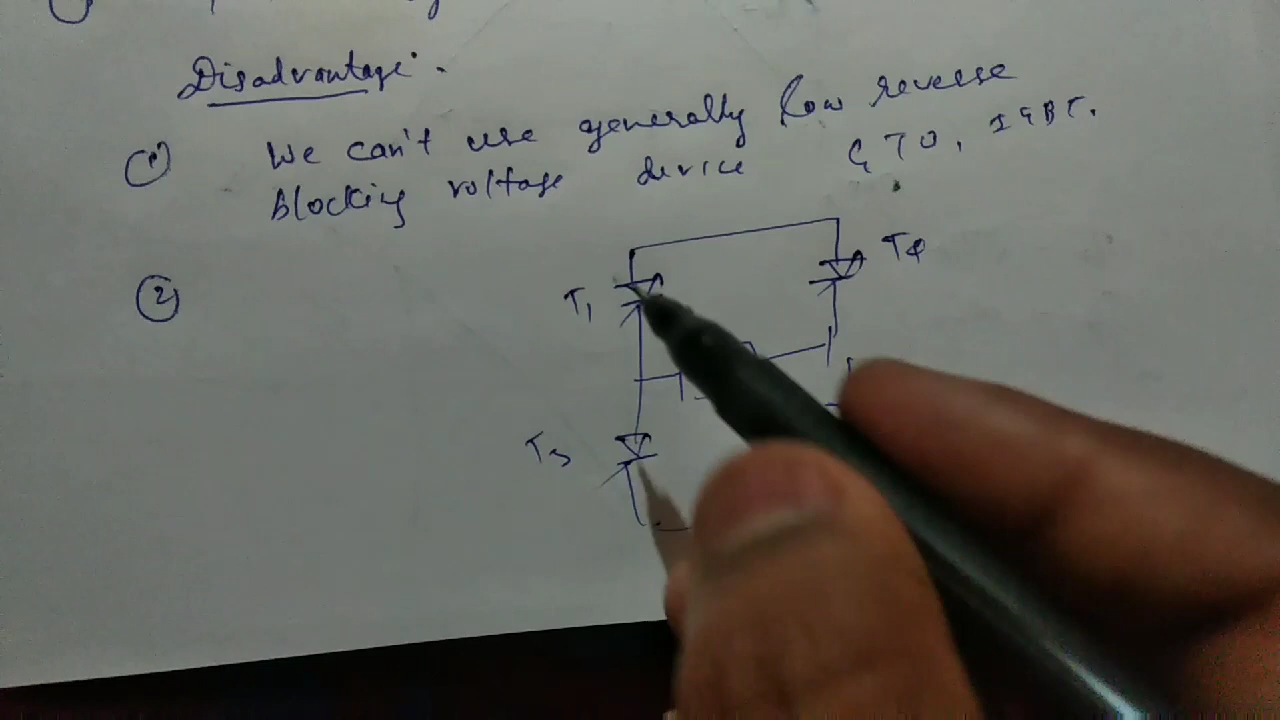 Disadvantage:
(1) We can't use generally low reverse
blocking voltage device GTO, IGBT.
(2)
T1
T4
T3